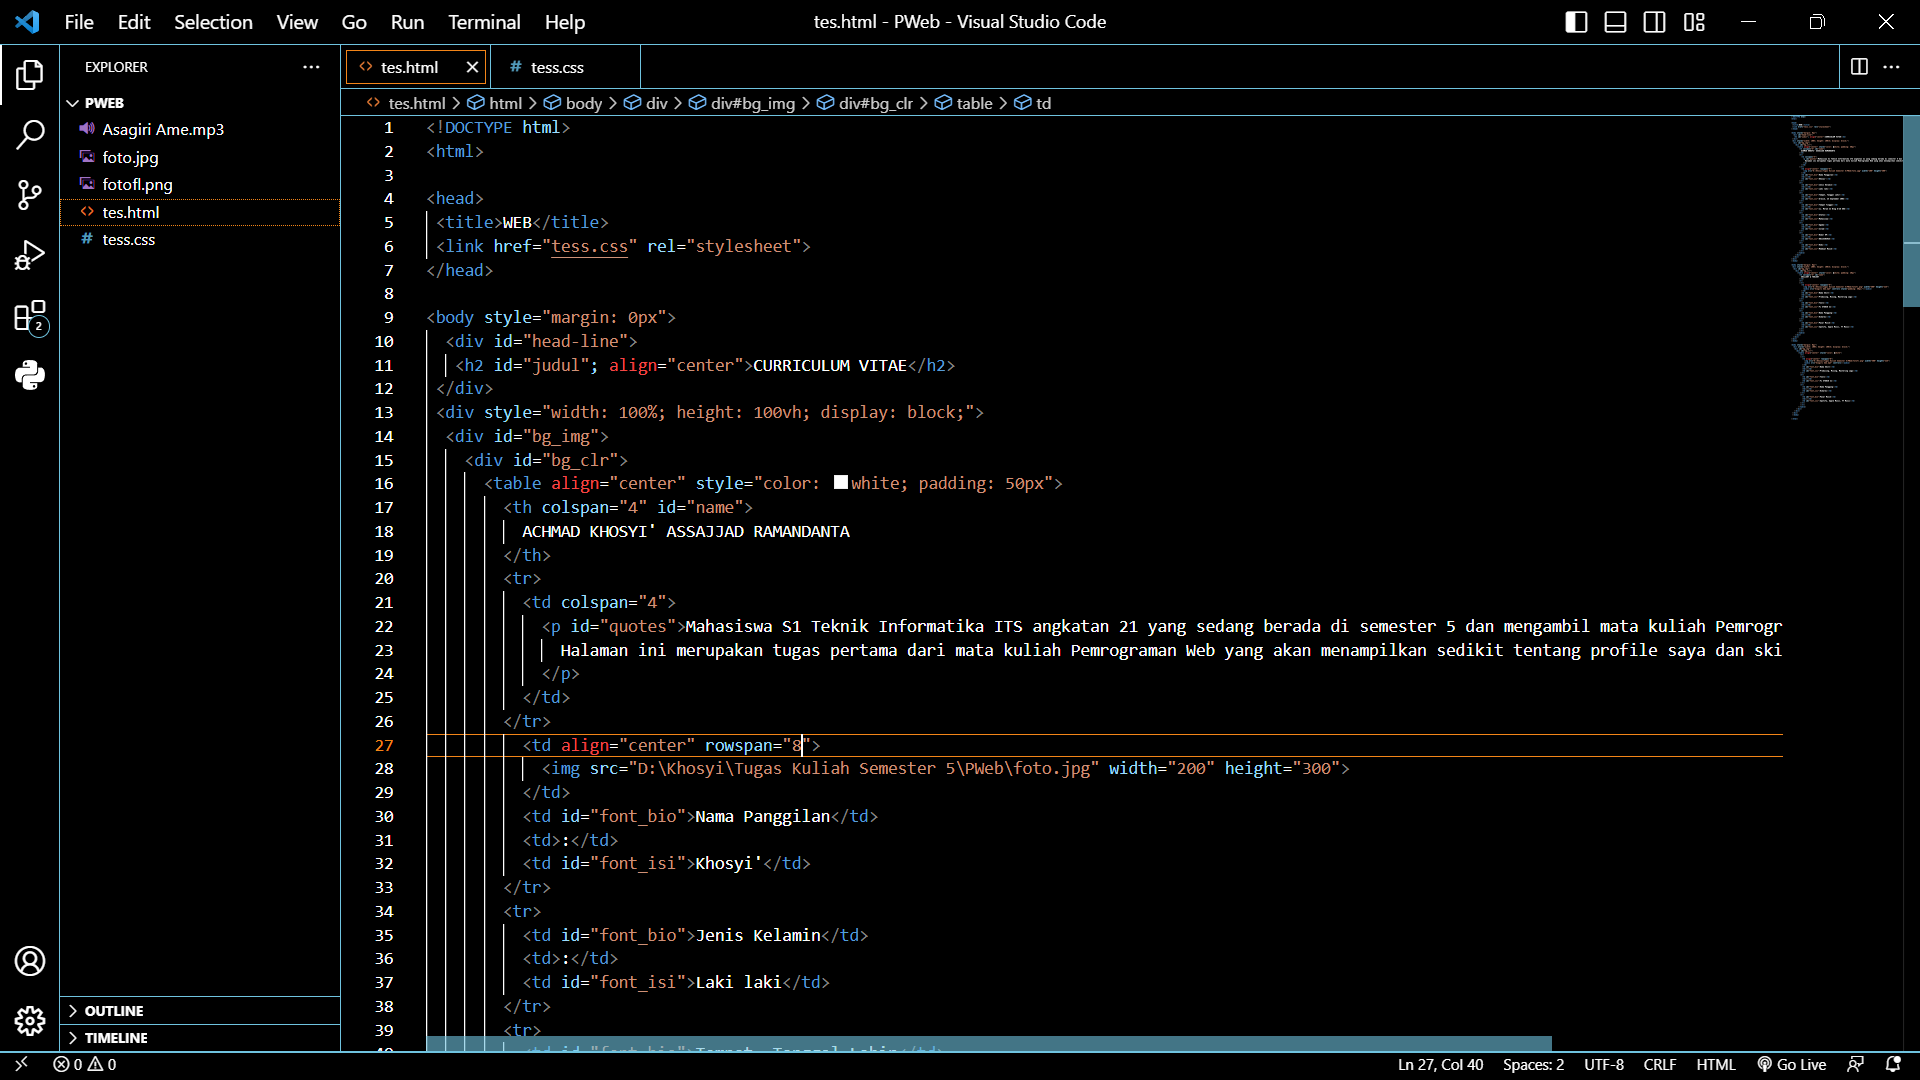 File Edit Selection View Go Run Terminal Help
tes.html - PWeb - Visual Studio Code
EXPLORER
PWEB
Asagiri Ame.mp3
foto.jpg
fotofl.png
tes.html
tess.css
OUTLINE
TIMELINE
2
tes.html
tess.css
tes.html > html > body > div > div#bg_img > div#bg_clr > table > td
1 <!DOCTYPE html>
2 <html>
3
4 <head>
5 <title>WEB</title>
6 <link href="tess.css" rel="stylesheet">
7 </head>
8
9 <body style="margin: 0px">
10 <div id="head-line">
11 <h2 id="judul"; align="center">CURRICULUM VITAE</h2>
12 </div>
13 <div style="width: 100%; height: 100vh; display: block;">
14 <div id="bg_img">
15 <div id="bg_clr">
16 <table align="center" style="color: white; padding: 50px">
17 <th colspan="4" id="name">
18 ACHMAD KHOSYI' ASSAJJAD RAMANDANTA
19 </th>
20 <tr>
21 <td colspan="4">
22 <p id="quotes">Mahasiswa S1 Teknik Informatika ITS angkatan 21 yang sedang berada di semester 5 dan mengambil mata kuliah Pemrogr
23 Halaman ini merupakan tugas pertama dari mata kuliah Pemrograman Web yang akan menampilkan sedikit tentang profile saya dan ski
24 </p>
25 </td>
26 </tr>
27 <td align="center" rowspan="8">
28 <img src="D:\Khosyi\Tugas Kuliah Semester 5\PWeb\foto.jpg" width="200" height="300">
29 </td>
30 <td id="font_bio">Nama Panggilan</td>
31 <td>:</td>
32 <td id="font_isi">Khosyi'</td>
33 </tr>
34 <tr>
35 <td id="font_bio">Jenis Kelamin</td>
36 <td>:</td>
37 <td id="font_isi">Laki laki</td>
38 </tr>
39 <tr>
0 0
Ln 27, Col 40 Spaces: 2 UTF-8 CRLF HTML Go Live